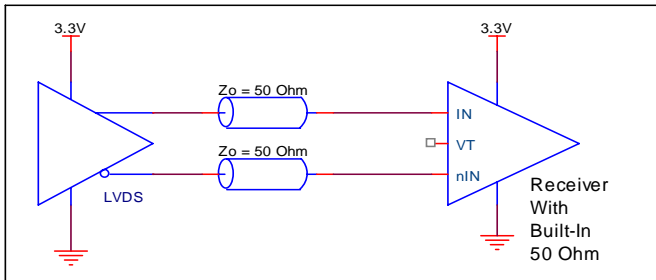 3.3V
3.3V
Zo = 50 Ohm
IN
VT
Zo = 50 Ohm
nIN
LVDS
Receiver
With
Built-In
50 Ohm